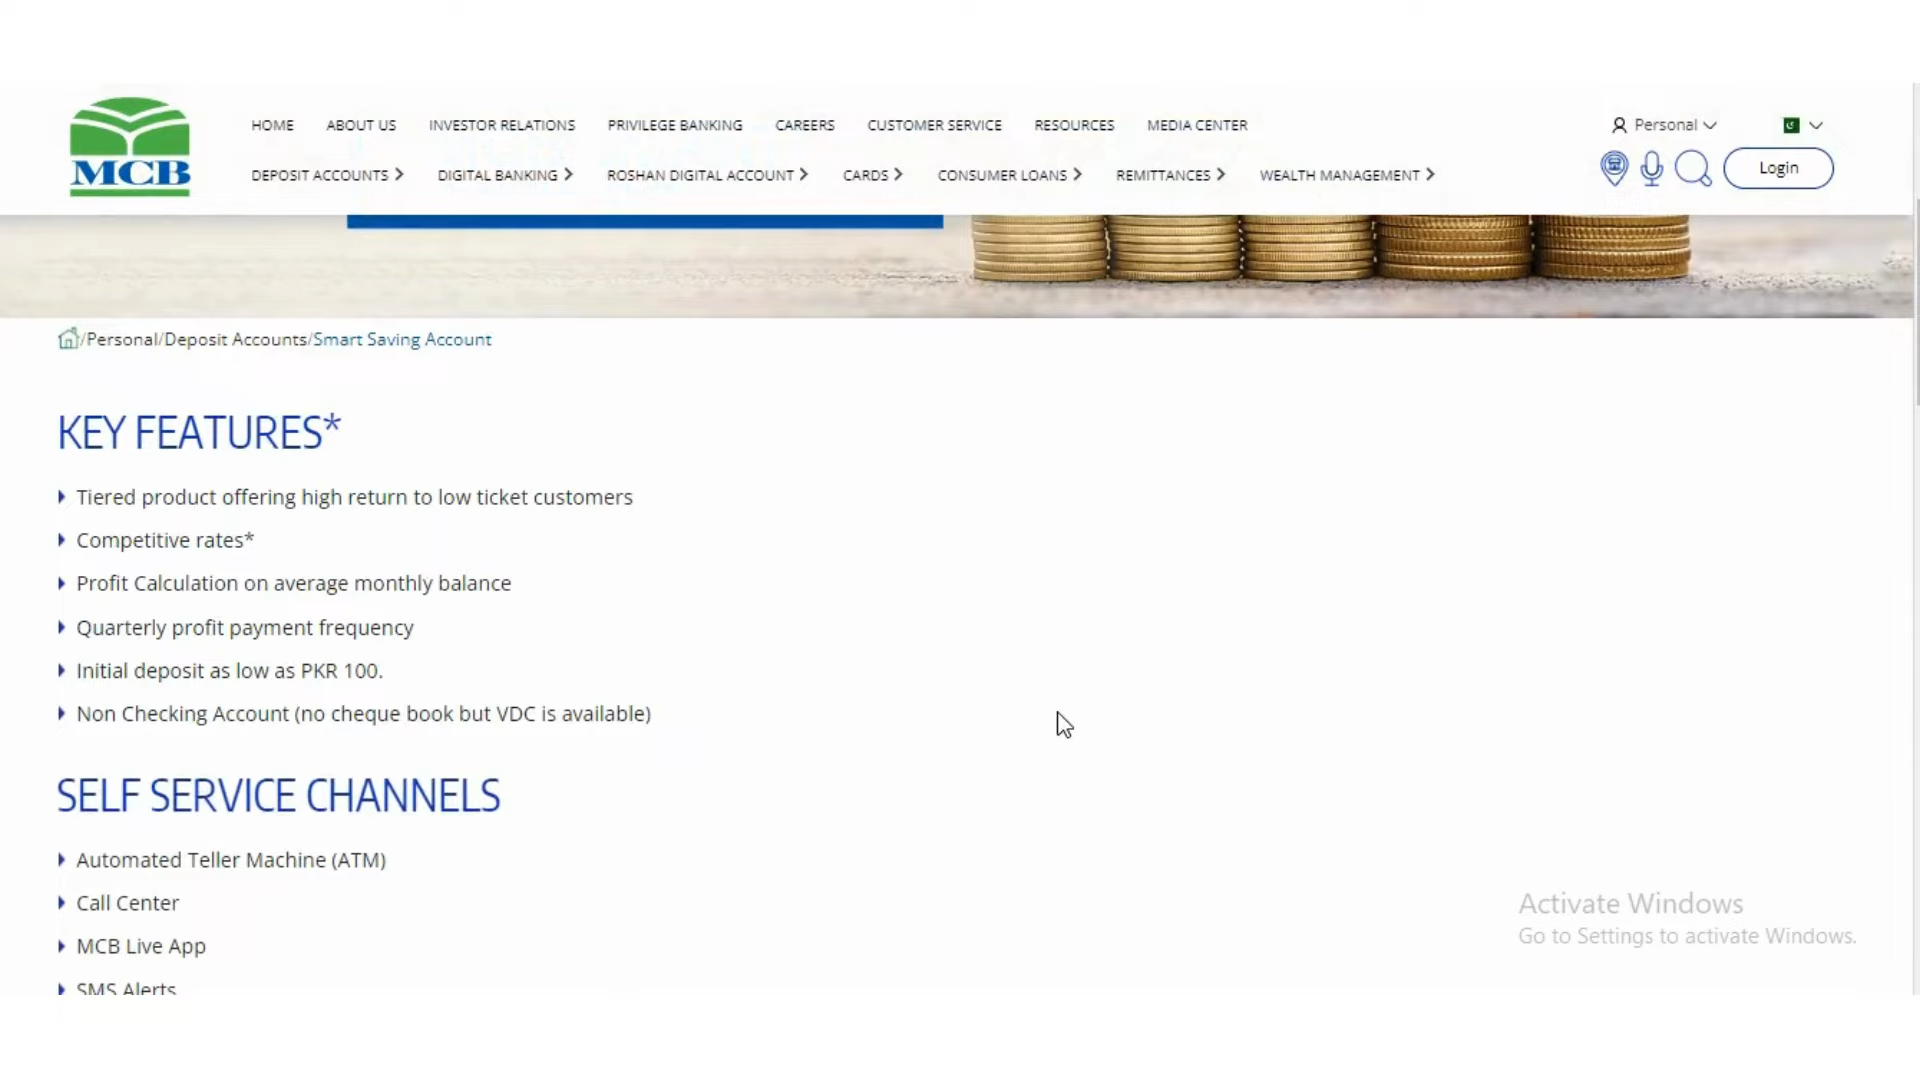 MCB
HOME ABOUT US INVESTOR RELATIONS PRIVILEGE BANKING CAREERS CUSTOMER SERVICE RESOURCES MEDIA CENTER
Personal
DEPOSIT ACCOUNTS DIGITAL BANKING ROSHAN DIGITAL ACCOUNT CARDS CONSUMER LOANS REMITTANCES WEALTH MANAGEMENT
Login
/Personal/Deposit Accounts/Smart Saving Account
KEY FEATURES*
Tiered product offering high return to low ticket customers
Competitive rates*
Profit Calculation on average monthly balance
Quarterly profit payment frequency
Initial deposit as low as PKR 100.
Non Checking Account (no cheque book but VDC is available)
SELF SERVICE CHANNELS
Automated Teller Machine (ATM)
Call Center
MCB Live App
SMS Alerts
Activate Windows
Go to Settings to activate Windows.